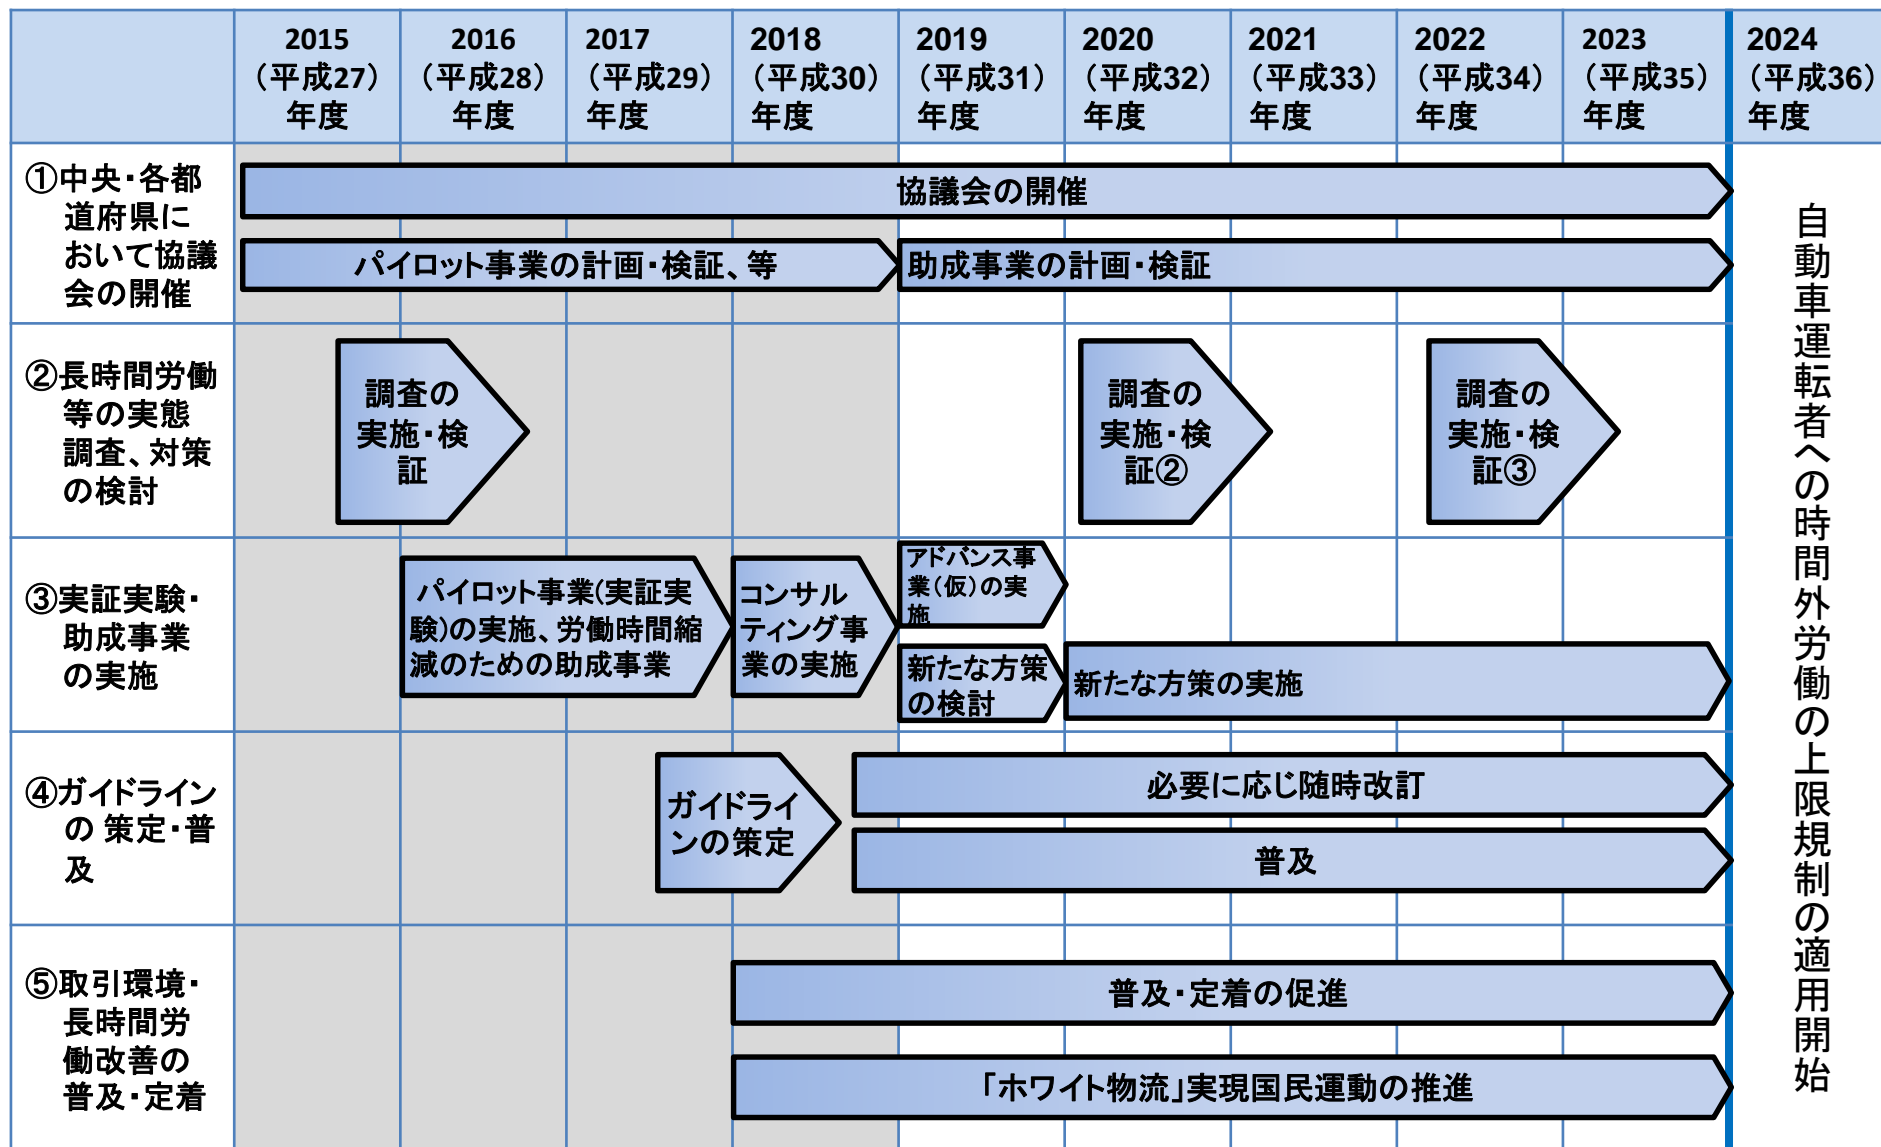 2015
（平成27）
年度
2016
（平成28）
年度
2017
（平成29）
年度
2018
（平成30）
年度
2019
（平成31）
年度
2020
（平成32）
年度
2021
（平成33）
年度
2022
（平成34）
年度
2023
（平成35）
年度
2024
（平成36）
年度
①中央・各都
道府県に
おいて協議
会の開催
協議会の開催
パイロット事業の計画・検証、等
助成事業の計画・検証
②長時間労働
等の実態
調査、対策
の検討
調査の
実施・検
証
調査の
実施・検
証②
調査の
実施・検
証③
③実証実験・
助成事業
の実施
パイロット事業(実証実
験)の実施、労働時間縮
減のための助成事業
コンサル
ティング事
業の実施
アドバンス事
業（仮）の実
施
新たな方策
の検討
新たな方策の実施
④ガイドライン
の 策定・普
及
ガイドライ
ンの策定
必要に応じ随時改訂
普及
⑤取引環境・
長時間労
働改善の
普及・定着
普及・定着の促進
「ホワイト物流」実現国民運動の推進
自動車運転者への時間外労働の上限規制の適用開始